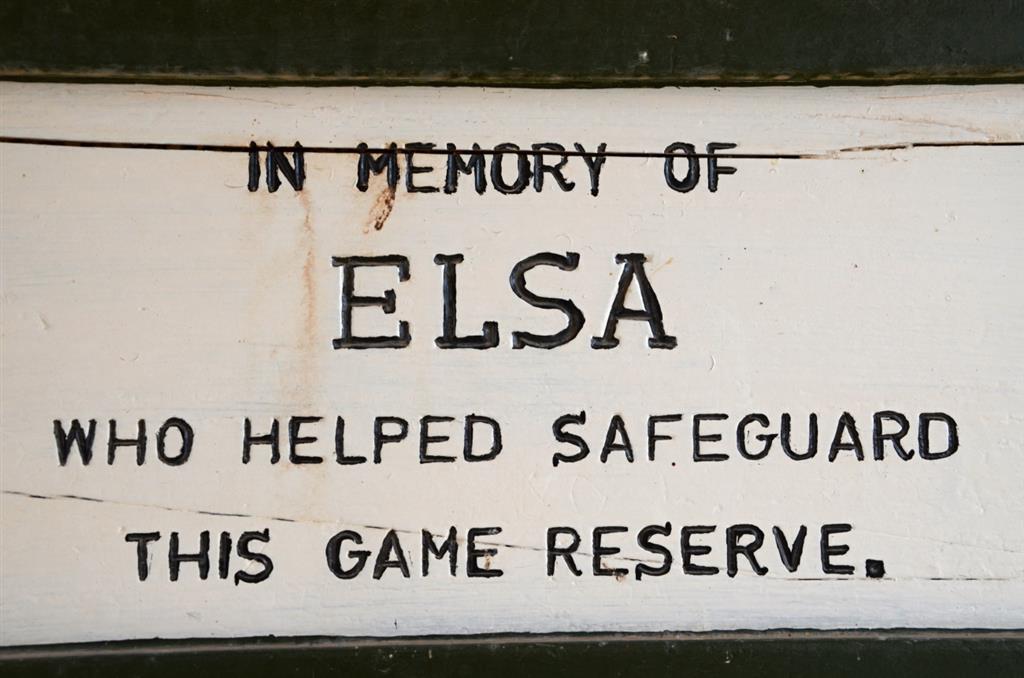 IN MEMORY OF
ELSA
WHO HELPED SAFEGUARD
THIS GAME RESERVE.